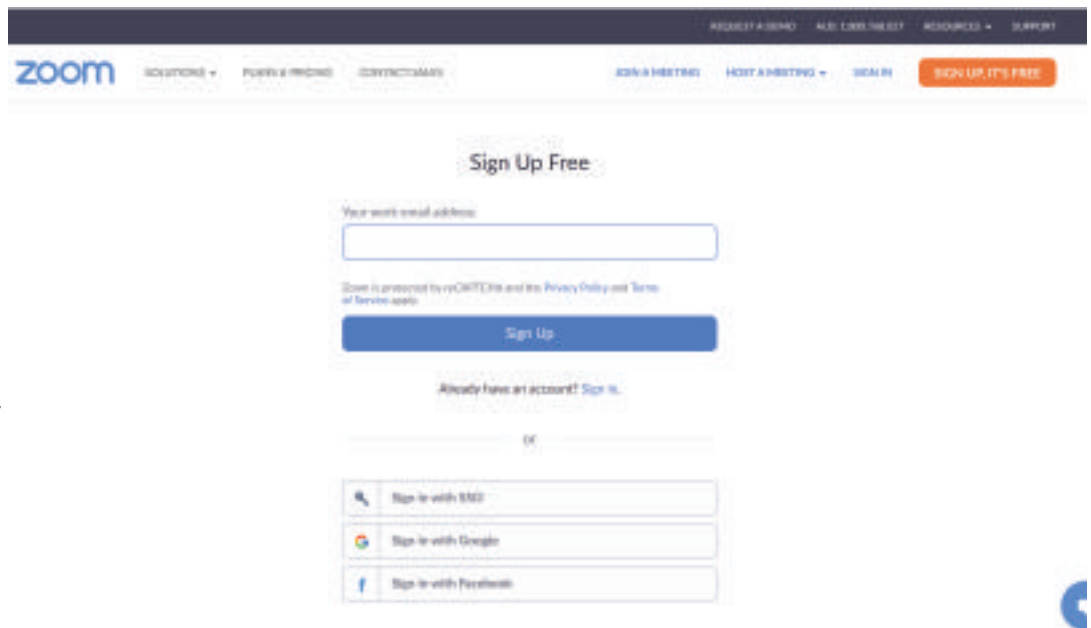 REQUEST A DEMO
RESOURCES
SUPPORT
zoom
SOLUTIONS
PLANS & PRICING
CONTACT SALES
JOIN A MEETING
HOST A MEETING
SIGN IN
SIGN UP, IT'S FREE
Sign Up Free
Your work email address
Zoom is protected by reCAPTCHA and the Privacy Policy and Terms
of Service apply.
Sign Up
Already have an account? Sign in.
or
Sign in with SSO
Sign in with Google
Sign in with Facebook